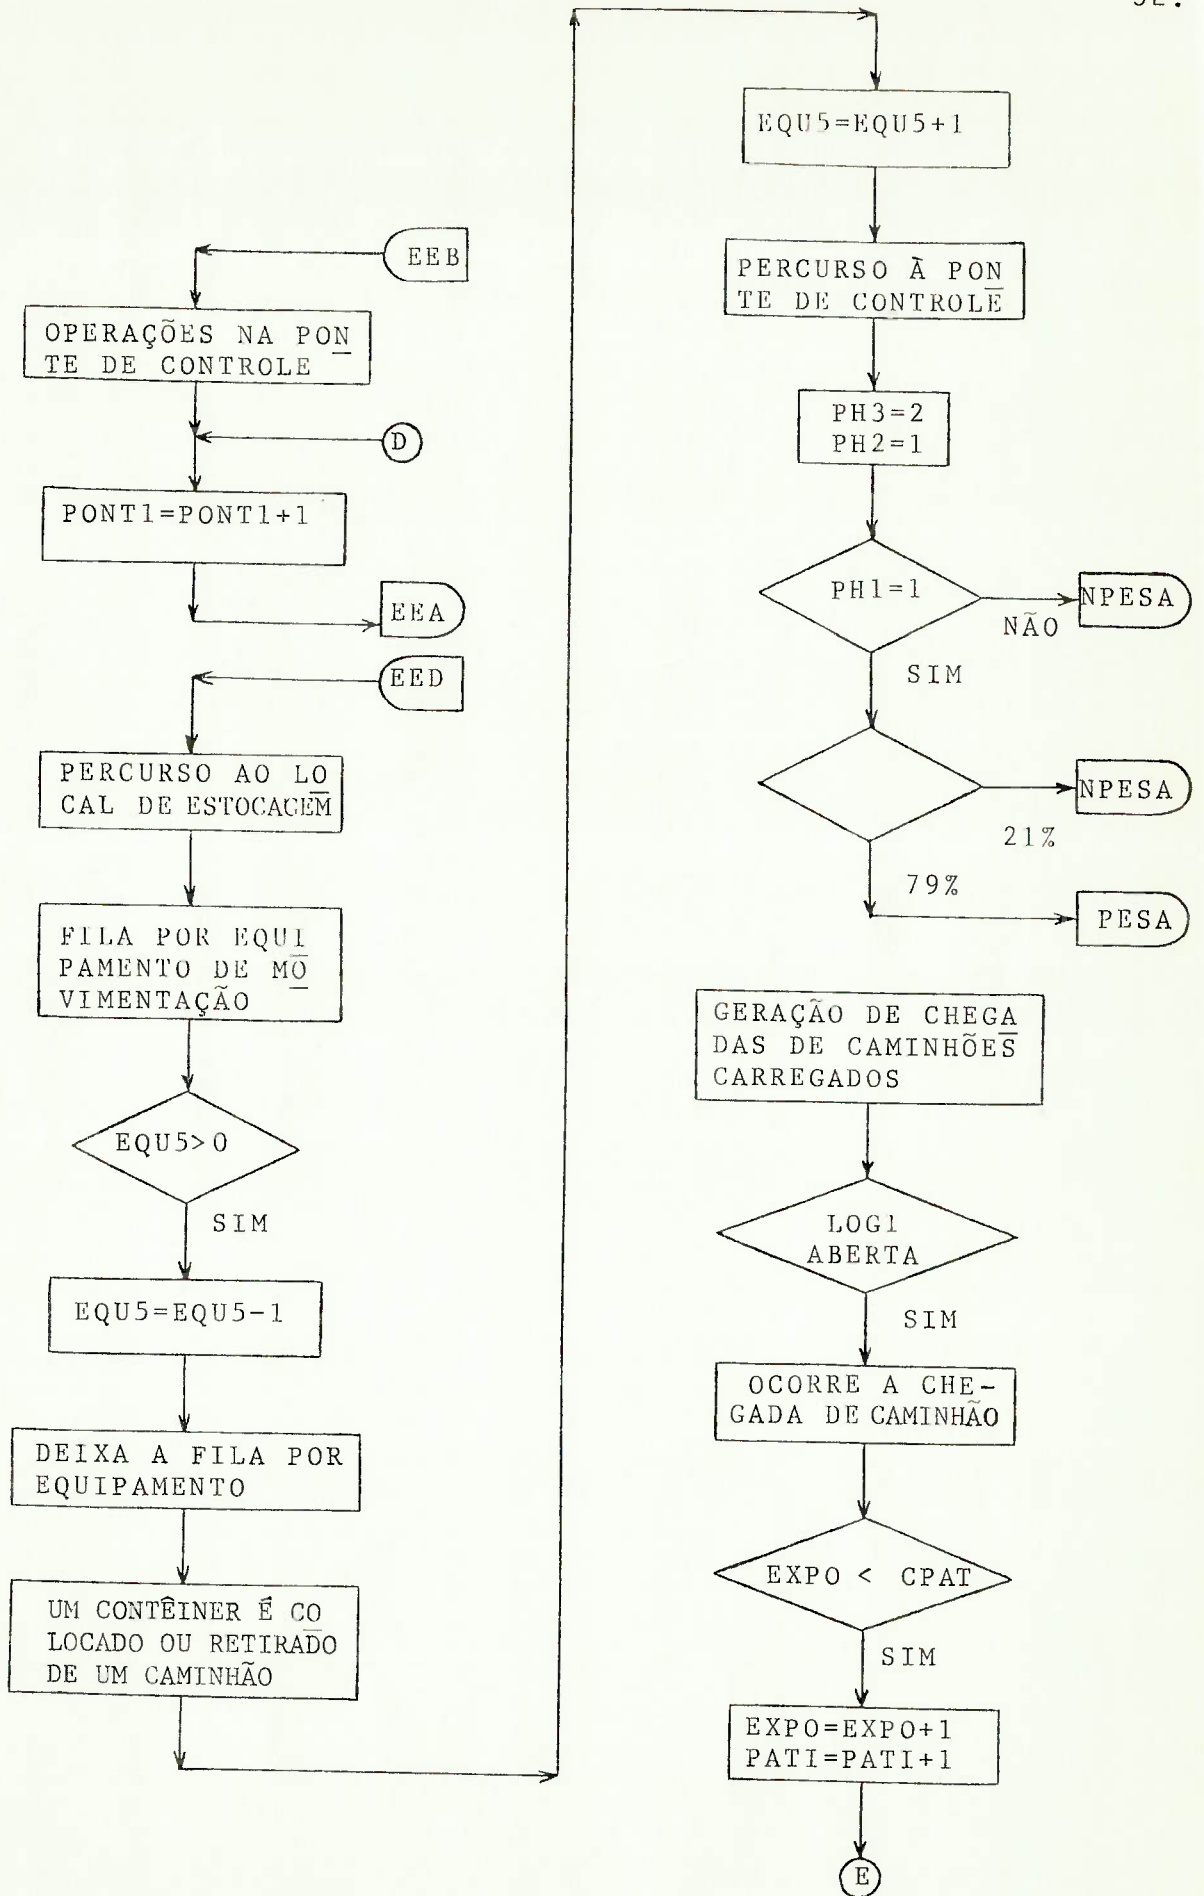 EEB
OPERAÇÕES NA PON
TE DE CONTROLE
D
PONT1=PONT1+1
EEA
EED
PERCURSO AO LO
CAL DE ESTOCAGEM
FILA POR EQUI
PAMENTO DE MO
VIMENTAÇÃO
EQU5>0
SIM
EQU5=EQU5-1
DEIXA A FILA POR
EQUIPAMENTO
UM CONTÊINER É CO
LOCADO OU RETIRADO
DE UM CAMINHÃO
EQU5=EQU5+1
PERCURSO À PON
TE DE CONTROLE
PH3=2
PH2=1
PH1=1
NPESA
NÃO
SIM
NPESA
21%
79%
PESA
GERAÇÃO DE CHEGA
DAS DE CAMINHÕES
CARREGADOS
LOG1
ABERTA
SIM
OCORRE A CHE-
GADA DE CAMINHÃO
EXPO < CPAT
SIM
EXPO=EXPO+1
PATI=PATI+1
E